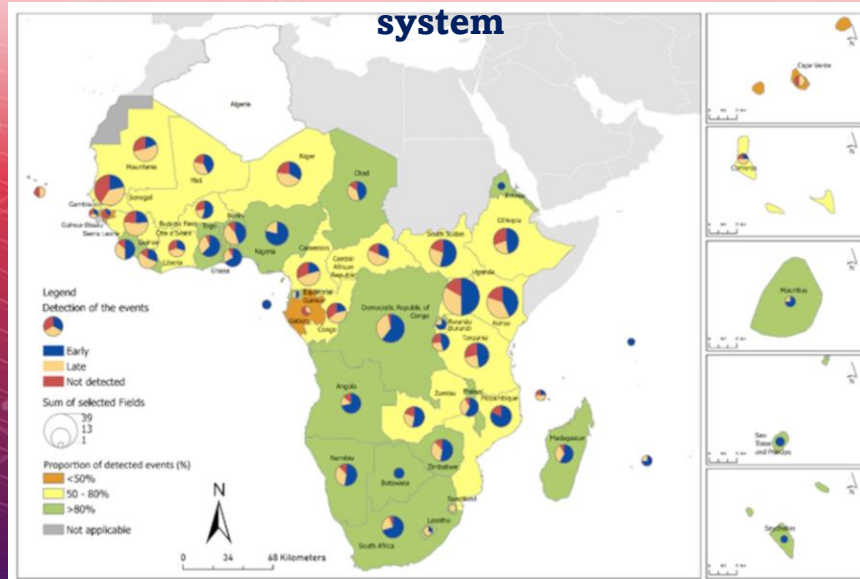 system
Algeria
Mauritania
Mali
Niger
Chad
Eritrea
Senegal
Gambia
Guinea-Bissau
Sierra Leone
Guinea
Burkina Faso
Cote d'Ivoire
Liberia
Togo
Benin
Ghana
Nigeria
Cameroon
Central
African
Republic
South Sudan
Ethiopia
Uganda
Kenya
Equatorial
Guinea
Gabon
Congo
Democratic Republic of
Congo
Rwanda
Burundi
Tanzania
Angola
Zambia
Malawi
Mozambique
Zimbabwe
Madagascar
Namibia
Botswana
Swaziland
Lesotho
South Africa
Legend
Detection of the events
Early
Late
Not detected
Sum of selected Fields
39
13
1
Proportion of detected events (%)
<50%
50 - 80%
>80%
Not applicable
N
0 34 68 Kilometers
Cape Verde
Comoros
Mauritius
Sao
Tome
and Principe
Seychelles